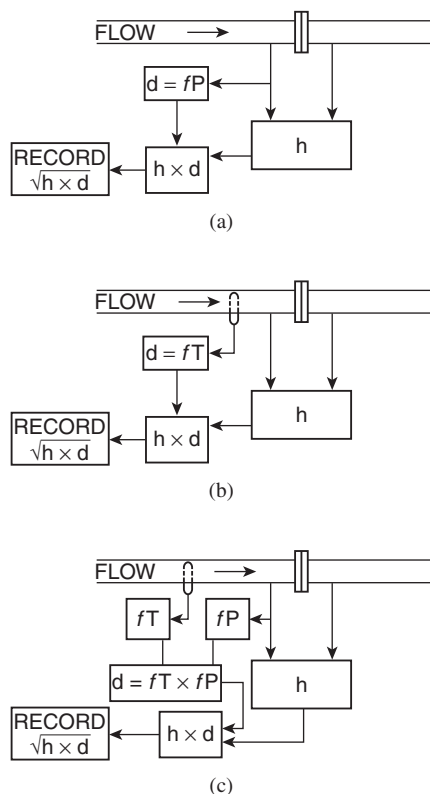 FLOW
d = fP
h
RECORD
√h × d
h × d
(a)
FLOW
d = fT
h
RECORD
√h × d
h × d
(b)
FLOW
fT
fP
d = fT × fP
h
RECORD
√h × d
h × d
(c)